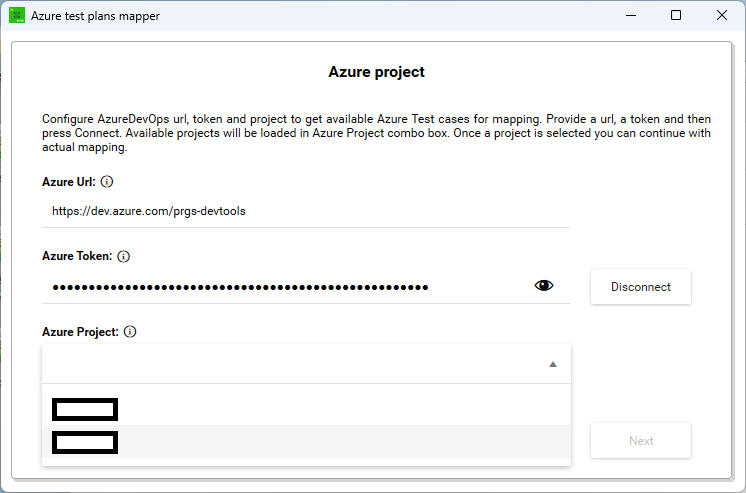 Azure test plans mapper
Azure project
Configure AzureDevOps url, token and project to get available Azure Test cases for mapping. Provide a url, a token and then
press Connect. Available projects will be loaded in Azure Project combo box. Once a project is selected you can continue with
actual mapping.
Azure Url:
https://dev.azure.com/prgs-devtools
Azure Token:
Disconnect
Azure Project:
Next